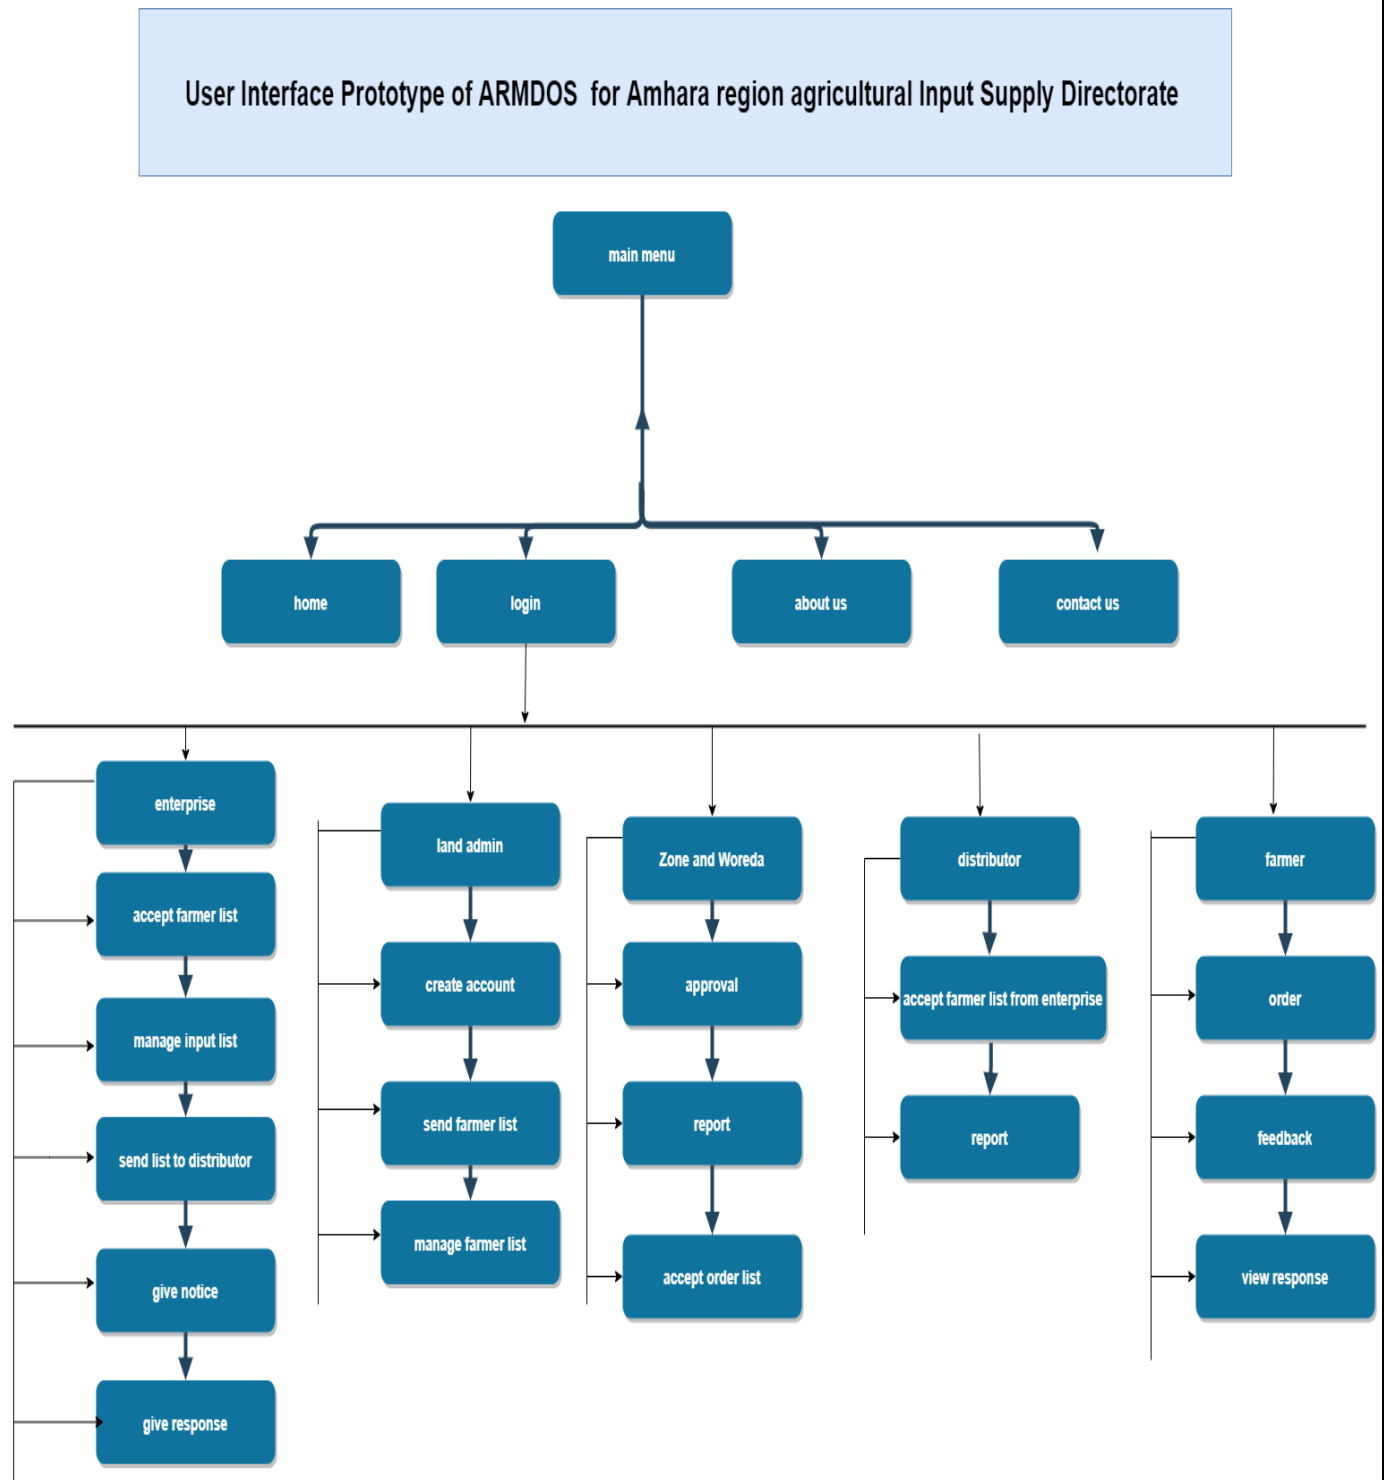 User Interface Prototype of ARMDOS for Amhara region agricultural Input Supply Directorate
main menu
home
login
about us
contact us
enterprise
accept farmer list
manage input list
send list to distributor
give notice
give response
land admin
create account
send farmer list
manage farmer list
Zone and Woreda
approval
report
accept order list
distributor
accept farmer list from enterprise
report
farmer
order
feedback
view response